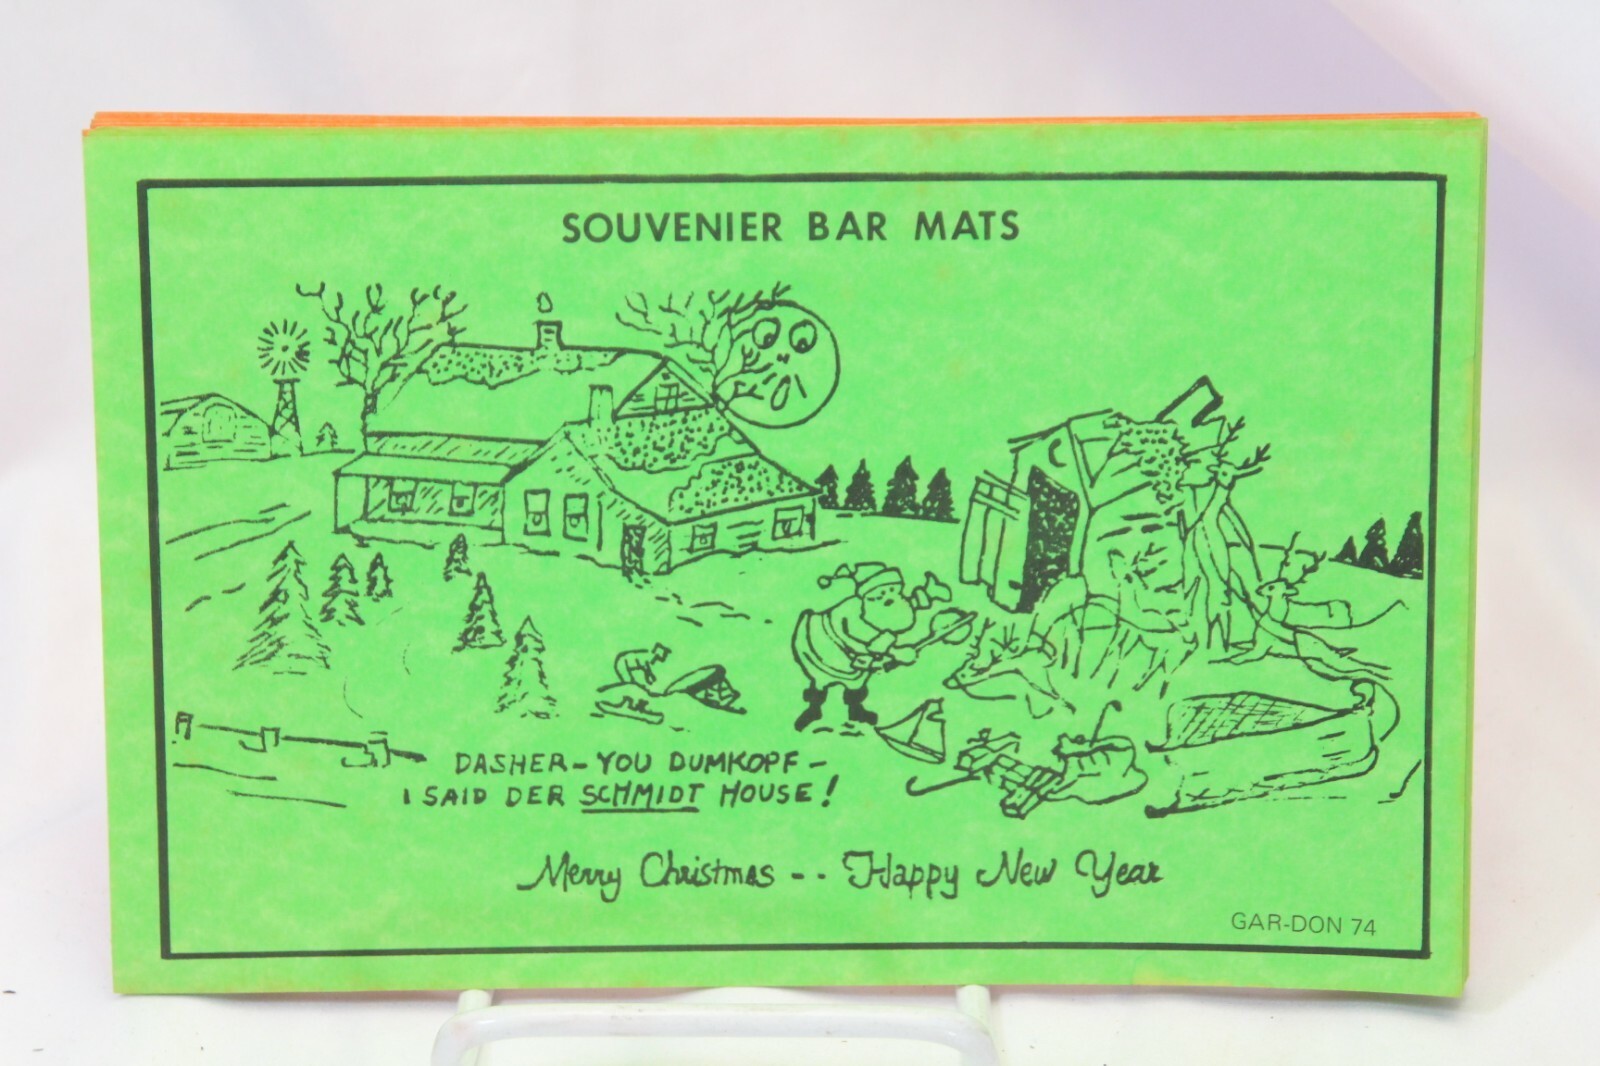 SOUVENIER BAR MATS
DASHER - YOU DUMKOPF -
I SAID DER SCHMIDT HOUSE!
Merry Christmas - - Happy New Year
GAR-DON 74